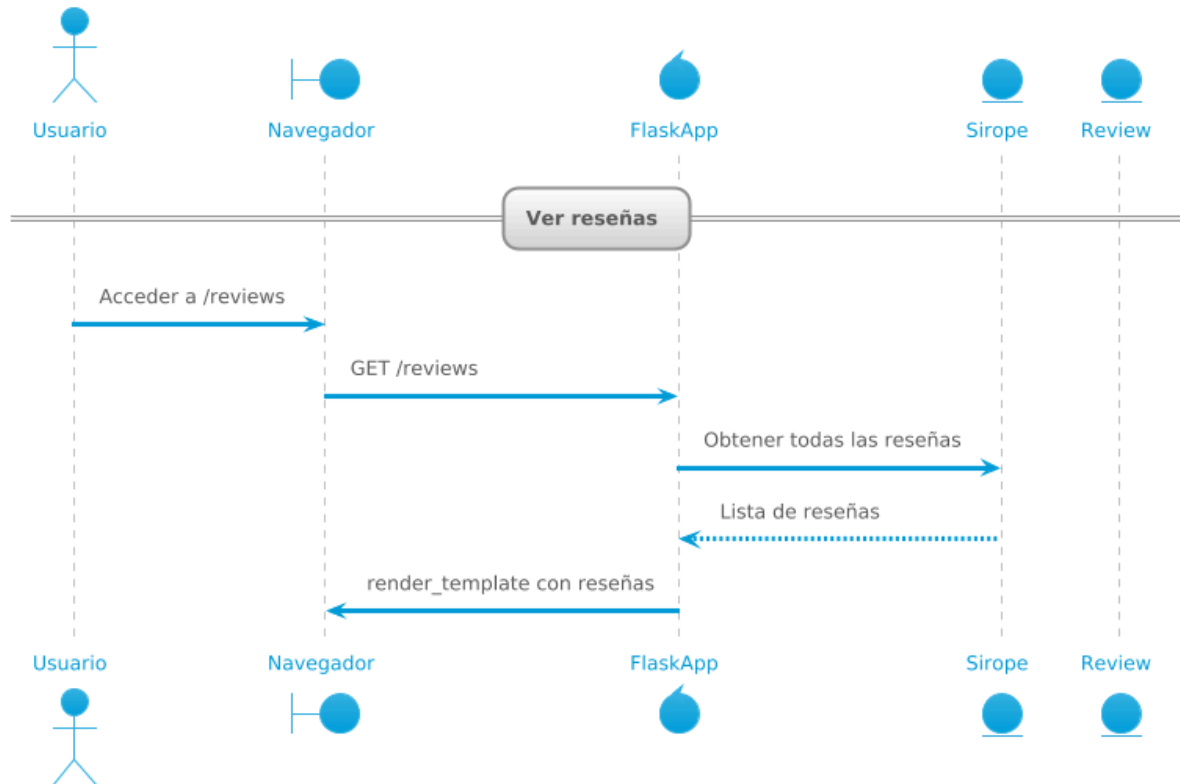 Usuario
Navegador
FlaskApp
Sirope
Review
Ver reseñas
Acceder a /reviews
GET /reviews
Obtener todas las reseñas
Lista de reseñas
render_template con reseñas
Usuario
Navegador
FlaskApp
Sirope
Review